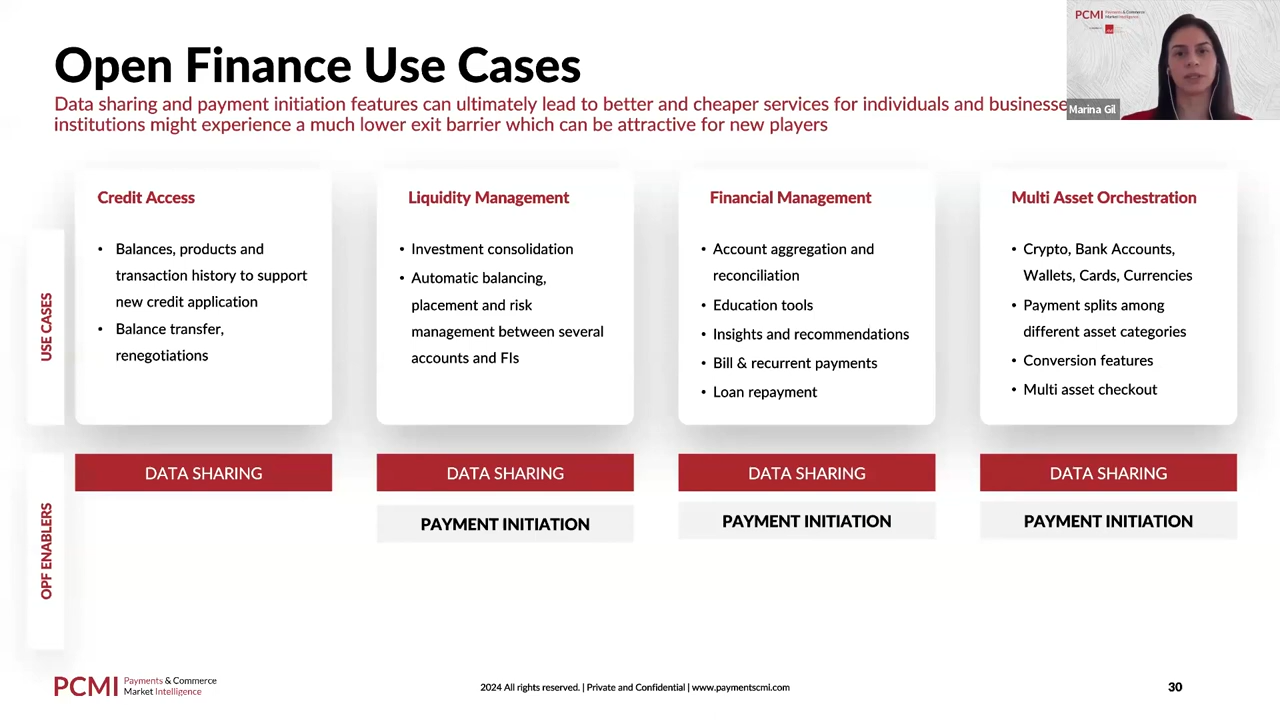 Open Finance Use Cases
Data sharing and payment initiation features can ultimately lead to better and cheaper services for individuals and businesse
institutions might experience a much lower exit barrier which can be attractive for new players
PCMI Payments & Commerce
Market Intelligence
Marina Gil
USE CASES
Credit Access
• Balances, products and
transaction history to support
new credit application
• Balance transfer,
renegotiations
Liquidity Management
• Investment consolidation
• Automatic balancing,
placement and risk
management between several
accounts and FIs
Financial Management
• Account aggregation and
reconciliation
• Education tools
• Insights and recommendations
• Bill & recurrent payments
• Loan repayment
Multi Asset Orchestration
• Crypto, Bank Accounts,
Wallets, Cards, Currencies
• Payment splits among
different asset categories
• Conversion features
• Multi asset checkout
OPF ENABLERS
DATA SHARING
DATA SHARING
DATA SHARING
DATA SHARING
PAYMENT INITIATION
PAYMENT INITIATION
PAYMENT INITIATION
PCMI Payments & Commerce
Market Intelligence
2024 All rights reserved. | Private and Confidential | www.paymentscmi.com
30